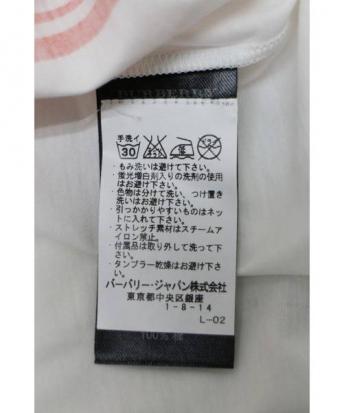 BURBERRY
手洗イ
30
・もみ洗いは避けて下さい。
・蛍光増白剤入りの洗剤の使用
はお避け下さい。
・色物は分けて洗い、つけ置き
洗いをお避け下さい。
・引っかかりやすいものはネッ
トに入れて下さい。
・ストレッチ素材はスチームア
イロン禁止。
・付属品は取り外して洗って下
さい。
・タンブラー乾燥はお避け下さ
い。
バーバリー・ジャパン株式会社
東京都中央区銀座
1-8-14
L-02
100% 棉